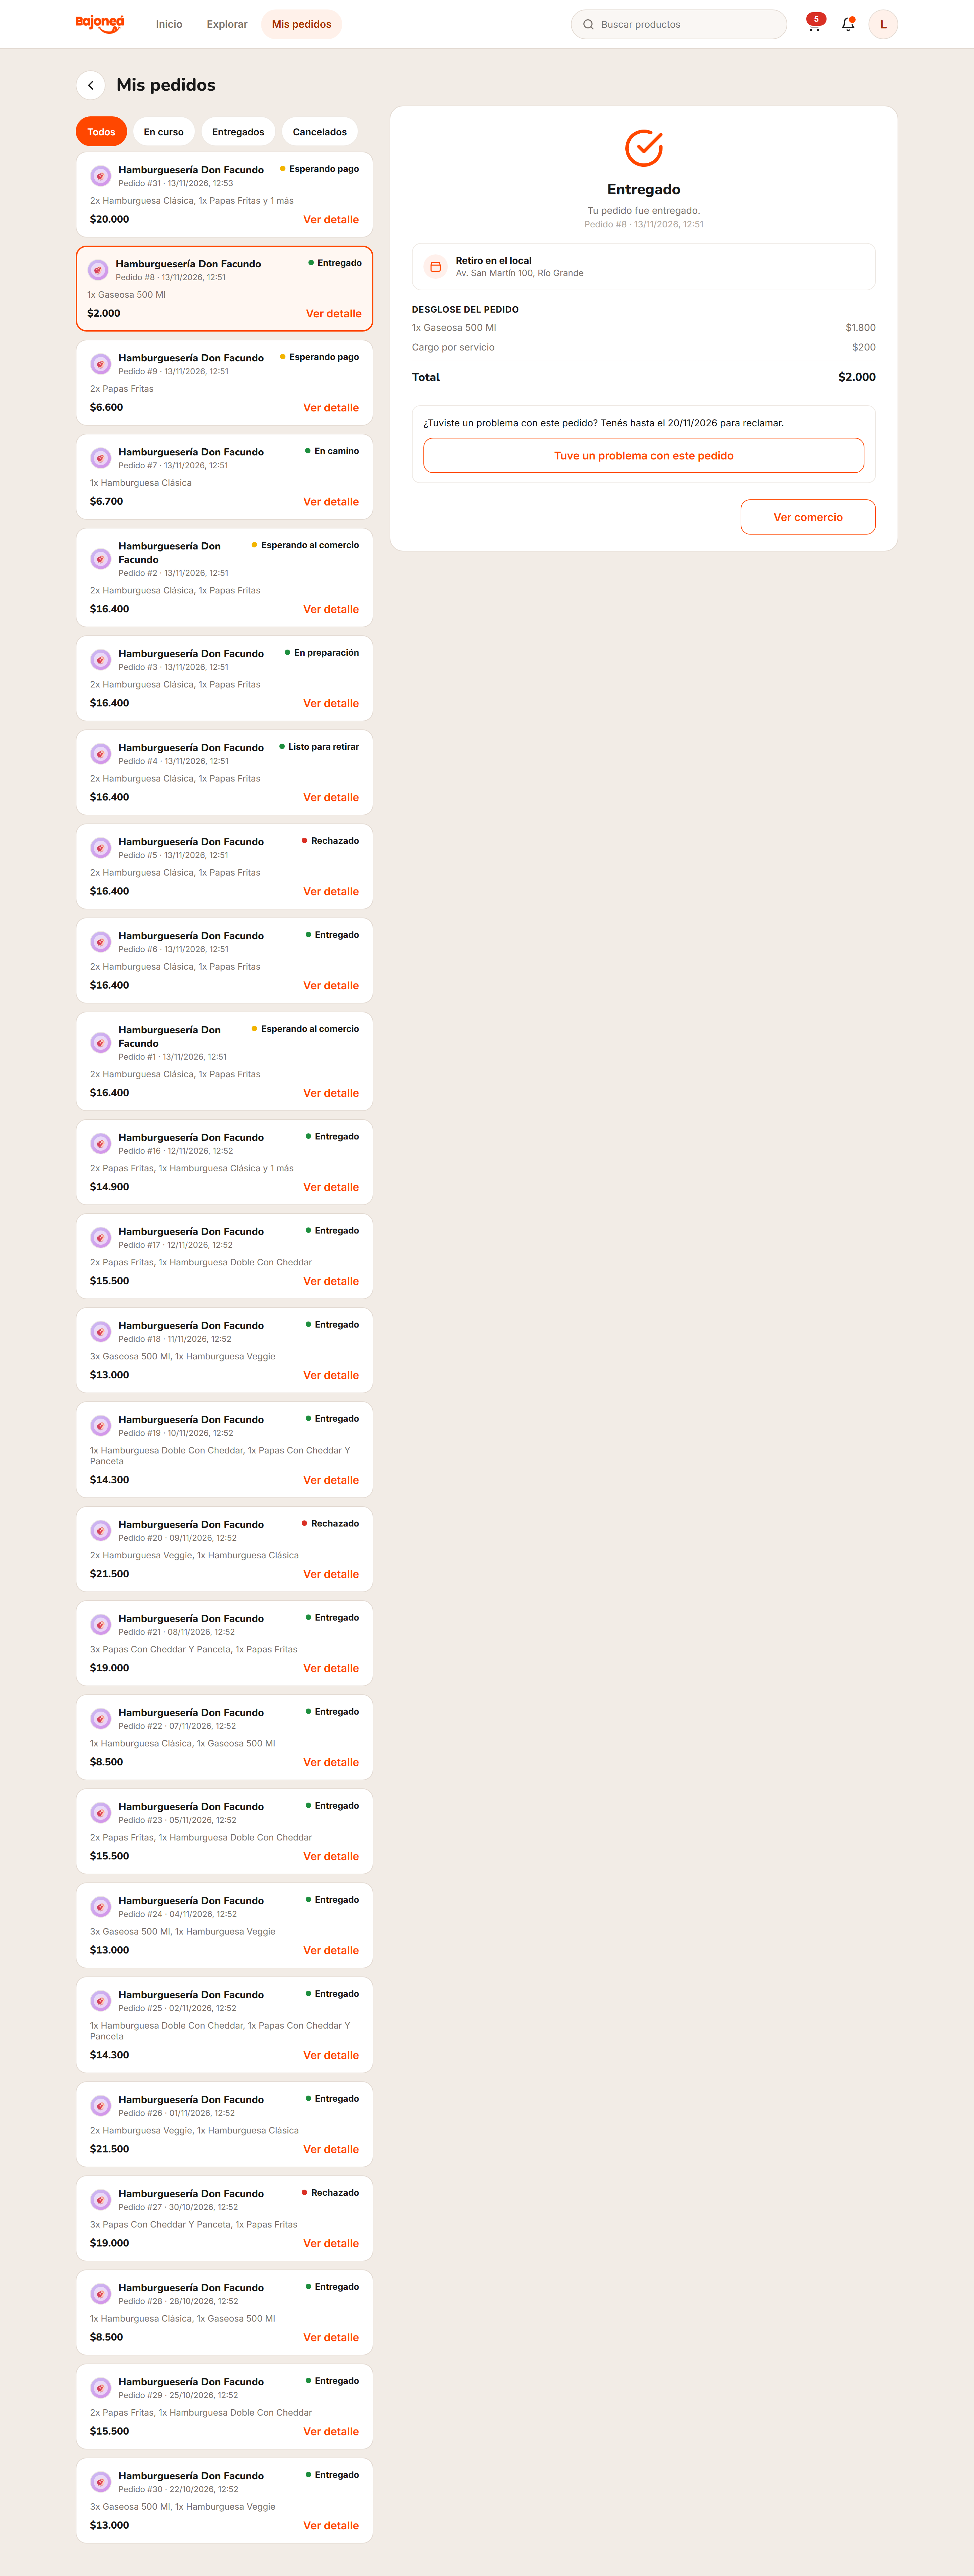 Bajoneá
Inicio
Explorar
Mis pedidos
Buscar productos
5
L
Mis pedidos
Todos
En curso
Entregados
Cancelados
Hamburguesería Don Facundo
Esperando pago
Pedido #31 · 13/11/2026, 12:53
2x Hamburguesa Clásica, 1x Papas Fritas y 1 más
$20.000
Ver detalle
Hamburguesería Don Facundo
Entregado
Pedido #8 · 13/11/2026, 12:51
1x Gaseosa 500 Ml
$2.000
Ver detalle
Hamburguesería Don Facundo
Esperando pago
Pedido #9 · 13/11/2026, 12:51
2x Papas Fritas
$6.600
Ver detalle
Hamburguesería Don Facundo
En camino
Pedido #7 · 13/11/2026, 12:51
1x Hamburguesa Clásica
$6.700
Ver detalle
Hamburguesería Don
Facundo
Esperando al comercio
Pedido #2 · 13/11/2026, 12:51
2x Hamburguesa Clásica, 1x Papas Fritas
$16.400
Ver detalle
Hamburguesería Don Facundo
En preparación
Pedido #3 · 13/11/2026, 12:51
2x Hamburguesa Clásica, 1x Papas Fritas
$16.400
Ver detalle
Hamburguesería Don Facundo
Listo para retirar
Pedido #4 · 13/11/2026, 12:51
2x Hamburguesa Clásica, 1x Papas Fritas
$16.400
Ver detalle
Hamburguesería Don Facundo
Rechazado
Pedido #5 · 13/11/2026, 12:51
2x Hamburguesa Clásica, 1x Papas Fritas
$16.400
Ver detalle
Hamburguesería Don Facundo
Entregado
Pedido #6 · 13/11/2026, 12:51
2x Hamburguesa Clásica, 1x Papas Fritas
$16.400
Ver detalle
Hamburguesería Don
Facundo
Esperando al comercio
Pedido #1 · 13/11/2026, 12:51
2x Hamburguesa Clásica, 1x Papas Fritas
$16.400
Ver detalle
Hamburguesería Don Facundo
Entregado
Pedido #16 · 12/11/2026, 12:52
2x Papas Fritas, 1x Hamburguesa Clásica y 1 más
$14.900
Ver detalle
Hamburguesería Don Facundo
Entregado
Pedido #17 · 12/11/2026, 12:52
2x Papas Fritas, 1x Hamburguesa Doble Con Cheddar
$15.500
Ver detalle
Hamburguesería Don Facundo
Entregado
Pedido #18 · 11/11/2026, 12:52
3x Gaseosa 500 Ml, 1x Hamburguesa Veggie
$13.000
Ver detalle
Hamburguesería Don Facundo
Entregado
Pedido #19 · 10/11/2026, 12:52
1x Hamburguesa Doble Con Cheddar, 1x Papas Con Cheddar Y
Panceta
$14.300
Ver detalle
Hamburguesería Don Facundo
Rechazado
Pedido #20 · 09/11/2026, 12:52
2x Hamburguesa Veggie, 1x Hamburguesa Clásica
$21.500
Ver detalle
Hamburguesería Don Facundo
Entregado
Pedido #21 · 08/11/2026, 12:52
3x Papas Con Cheddar Y Panceta, 1x Papas Fritas
$19.000
Ver detalle
Hamburguesería Don Facundo
Entregado
Pedido #22 · 07/11/2026, 12:52
1x Hamburguesa Clásica, 1x Gaseosa 500 Ml
$8.500
Ver detalle
Hamburguesería Don Facundo
Entregado
Pedido #23 · 05/11/2026, 12:52
2x Papas Fritas, 1x Hamburguesa Doble Con Cheddar
$15.500
Ver detalle
Hamburguesería Don Facundo
Entregado
Pedido #24 · 04/11/2026, 12:52
3x Gaseosa 500 Ml, 1x Hamburguesa Veggie
$13.000
Ver detalle
Hamburguesería Don Facundo
Entregado
Pedido #25 · 02/11/2026, 12:52
1x Hamburguesa Doble Con Cheddar, 1x Papas Con Cheddar Y
Panceta
$14.300
Ver detalle
Hamburguesería Don Facundo
Entregado
Pedido #26 · 01/11/2026, 12:52
2x Hamburguesa Veggie, 1x Hamburguesa Clásica
$21.500
Ver detalle
Hamburguesería Don Facundo
Rechazado
Pedido #27 · 30/10/2026, 12:52
3x Papas Con Cheddar Y Panceta, 1x Papas Fritas
$19.000
Ver detalle
Hamburguesería Don Facundo
Entregado
Pedido #28 · 28/10/2026, 12:52
1x Hamburguesa Clásica, 1x Gaseosa 500 Ml
$8.500
Ver detalle
Hamburguesería Don Facundo
Entregado
Pedido #29 · 25/10/2026, 12:52
2x Papas Fritas, 1x Hamburguesa Doble Con Cheddar
$15.500
Ver detalle
Hamburguesería Don Facundo
Entregado
Pedido #30 · 22/10/2026, 12:52
3x Gaseosa 500 Ml, 1x Hamburguesa Veggie
$13.000
Ver detalle
Entregado
Tu pedido fue entregado.
Pedido #8 · 13/11/2026, 12:51
Retiro en el local
Av. San Martín 100, Río Grande
DESGLOSE DEL PEDIDO
1x Gaseosa 500 Ml
$1.800
Cargo por servicio
$200
Total
$2.000
¿Tuviste un problema con este pedido? Tenés hasta el 20/11/2026 para reclamar.
Tuve un problema con este pedido
Ver comercio